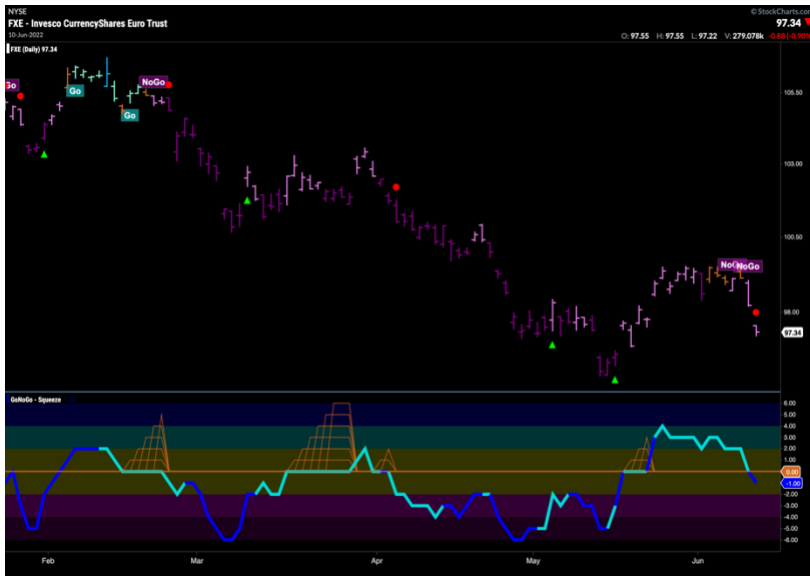 NYSE
© StockCharts.com
FXE - Invesco CurrencyShares Euro Trust
97.34
10-Jun-2022
O: 97.55 H: 97.55 L: 97.22 V: 279.078k -0.88 (-0.90%)
FXE (Daily) 97.34
Go
NoGo
Go
105.50
Go
103.00
100.50
NoGo
NoGo
98.00
97.34
GoNoGo - Squeeze
6.00
5.00
4.00
3.00
2.00
1.00
0.00
-1.00
-2.00
-3.00
-4.00
-5.00
-6.00
Feb
Mar
Apr
May
Jun